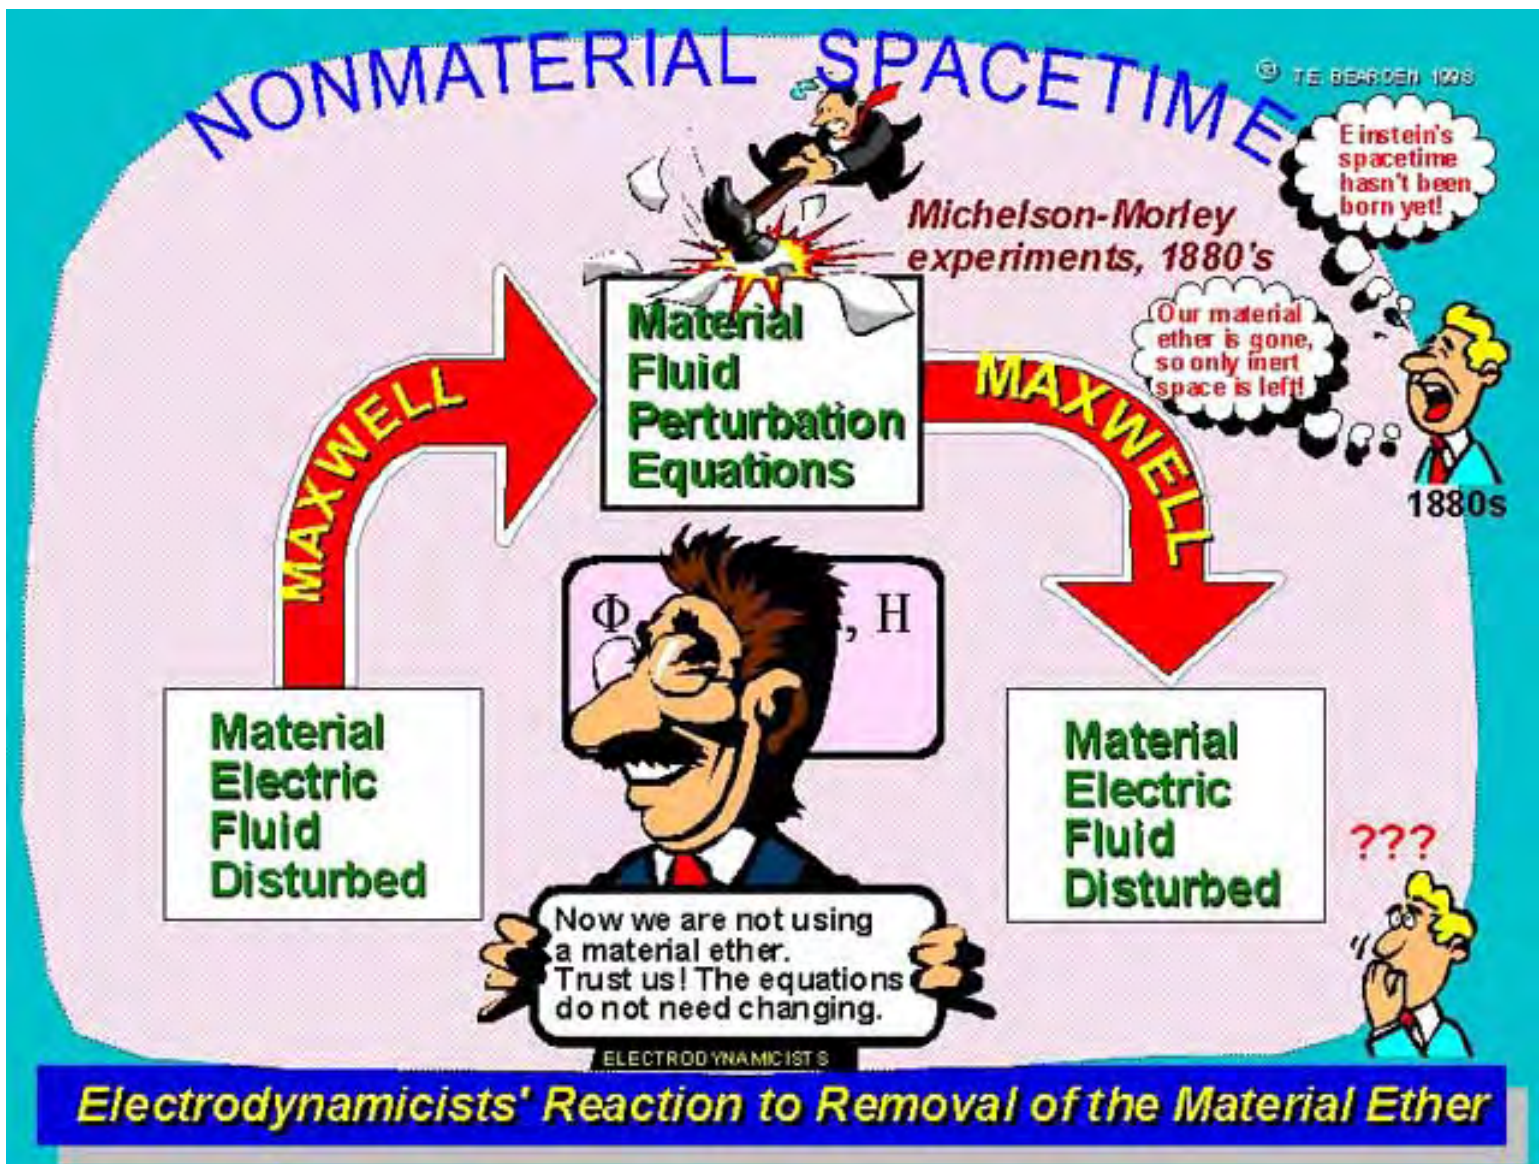 NONMATERIAL SPACETIME
© TE BEARDEN 1998
Einstein's
spacetime
hasn't been
born yet!
Michelson-Morley
experiments, 1880's
Our material
ether is gone,
so only inert
space is left!
1880s
Material
Fluid
Perturbation
Equations
MAXWELL
MAXWELL
Φ , H
Material
Electric
Fluid
Disturbed
Material
Electric
Fluid
Disturbed
???
Now we are not using
a material ether.
Trust us! The equations
do not need changing.
ELECTRODYNAMICISTS
Electrodynamicists' Reaction to Removal of the Material Ether